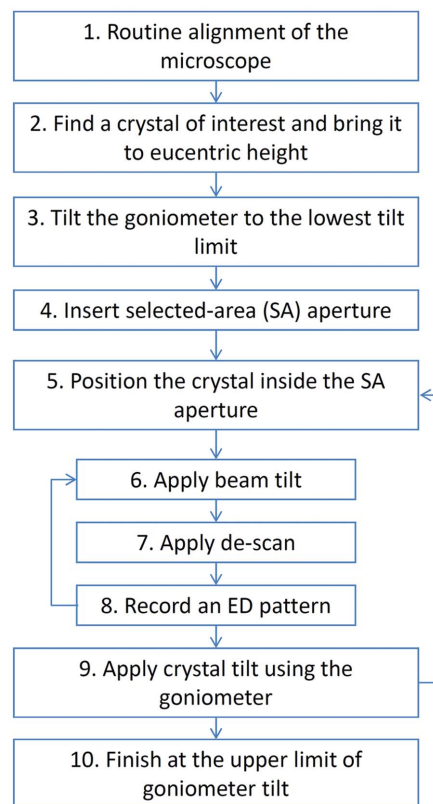 1. Routine alignment of the
microscope
2. Find a crystal of interest and bring it
to eucentric height
3. Tilt the goniometer to the lowest tilt
limit
4. Insert selected-area (SA) aperture
5. Position the crystal inside the SA
aperture
6. Apply beam tilt
7. Apply de-scan
8. Record an ED pattern
9. Apply crystal tilt using the
goniometer
10. Finish at the upper limit of
goniometer tilt